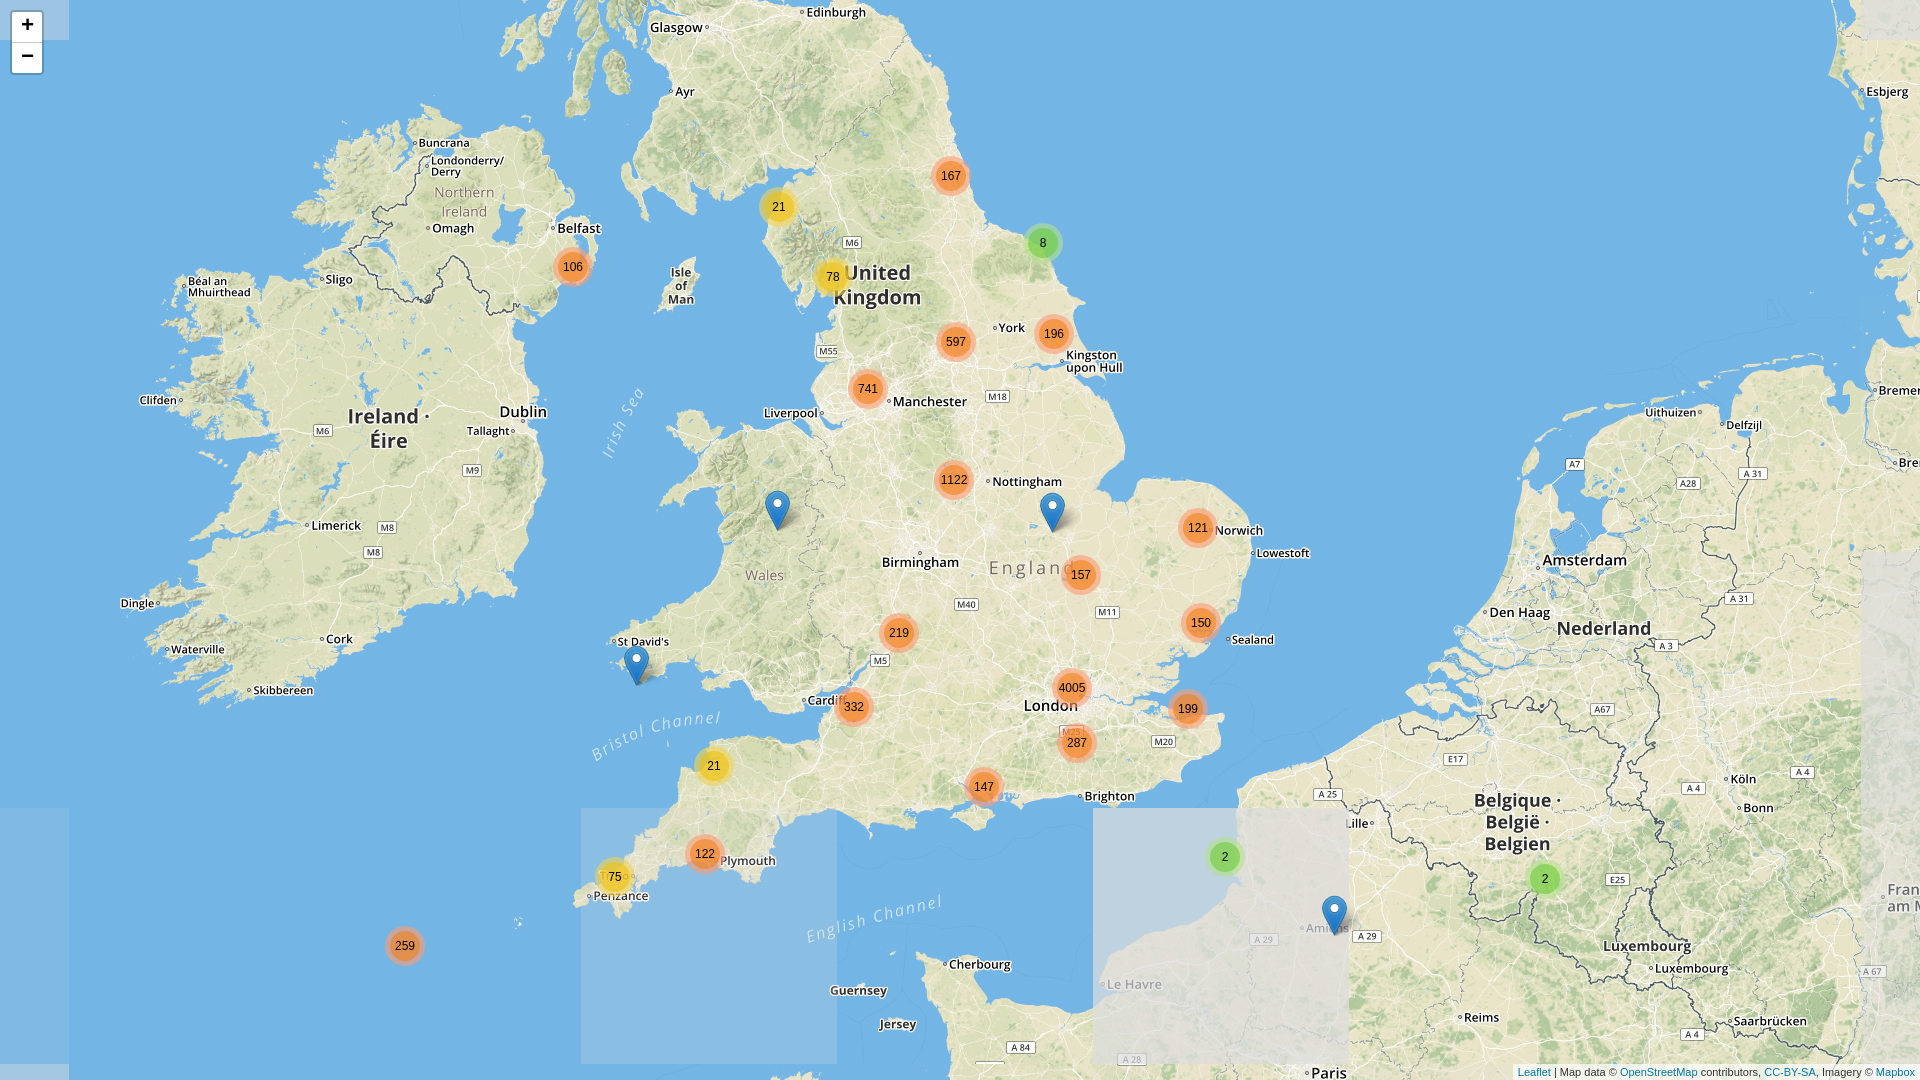 +
−
Edinburgh
Glasgow
Ayr
Esbjerg
Buncrana
Londonderry/
Derry
Northern
Ireland
Omagh
Belfast
167
21
8
M6
106
78
United
Kingdom
Isle
of
Man
Sligo
Béal an
Mhuirthead
York
196
597
M55
Kingston
upon Hull
741
Manchester
M18
Liverpool
Clifden
Ireland ·
Éire
Dublin
Tallaght
M6
M9
Irish Sea
Uithuizen
Delfzijl
A7
A 31
A28
1122
Nottingham
Limerick
M8
M8
121
Norwich
Lowestoft
Birmingham
England
157
Wales
Amsterdam
Den Haag
A 31
Nederland
A 3
Dingle
Cork
Waterville
Skibbereen
M40
M11
150
Sealand
219
M5
St David's
4005
London
199
Cardiff
332
M25
287
M20
A67
E17
Bristol Channel
21
147
Brighton
A 25
Lille
Köln
A 4
A 4
Bonn
Belgique ·
België ·
Belgien
122
Plymouth
75
Penzance
2
2
E25
259
English Channel
Amiens
A 29
A 29
Luxembourg
Luxembourg
A 67
Cherbourg
Le Havre
Guernsey
Jersey
Reims
Saarbrücken
A 4
A 84
A 28
Paris
Leaflet | Map data © OpenStreetMap contributors, CC-BY-SA, Imagery © Mapbox